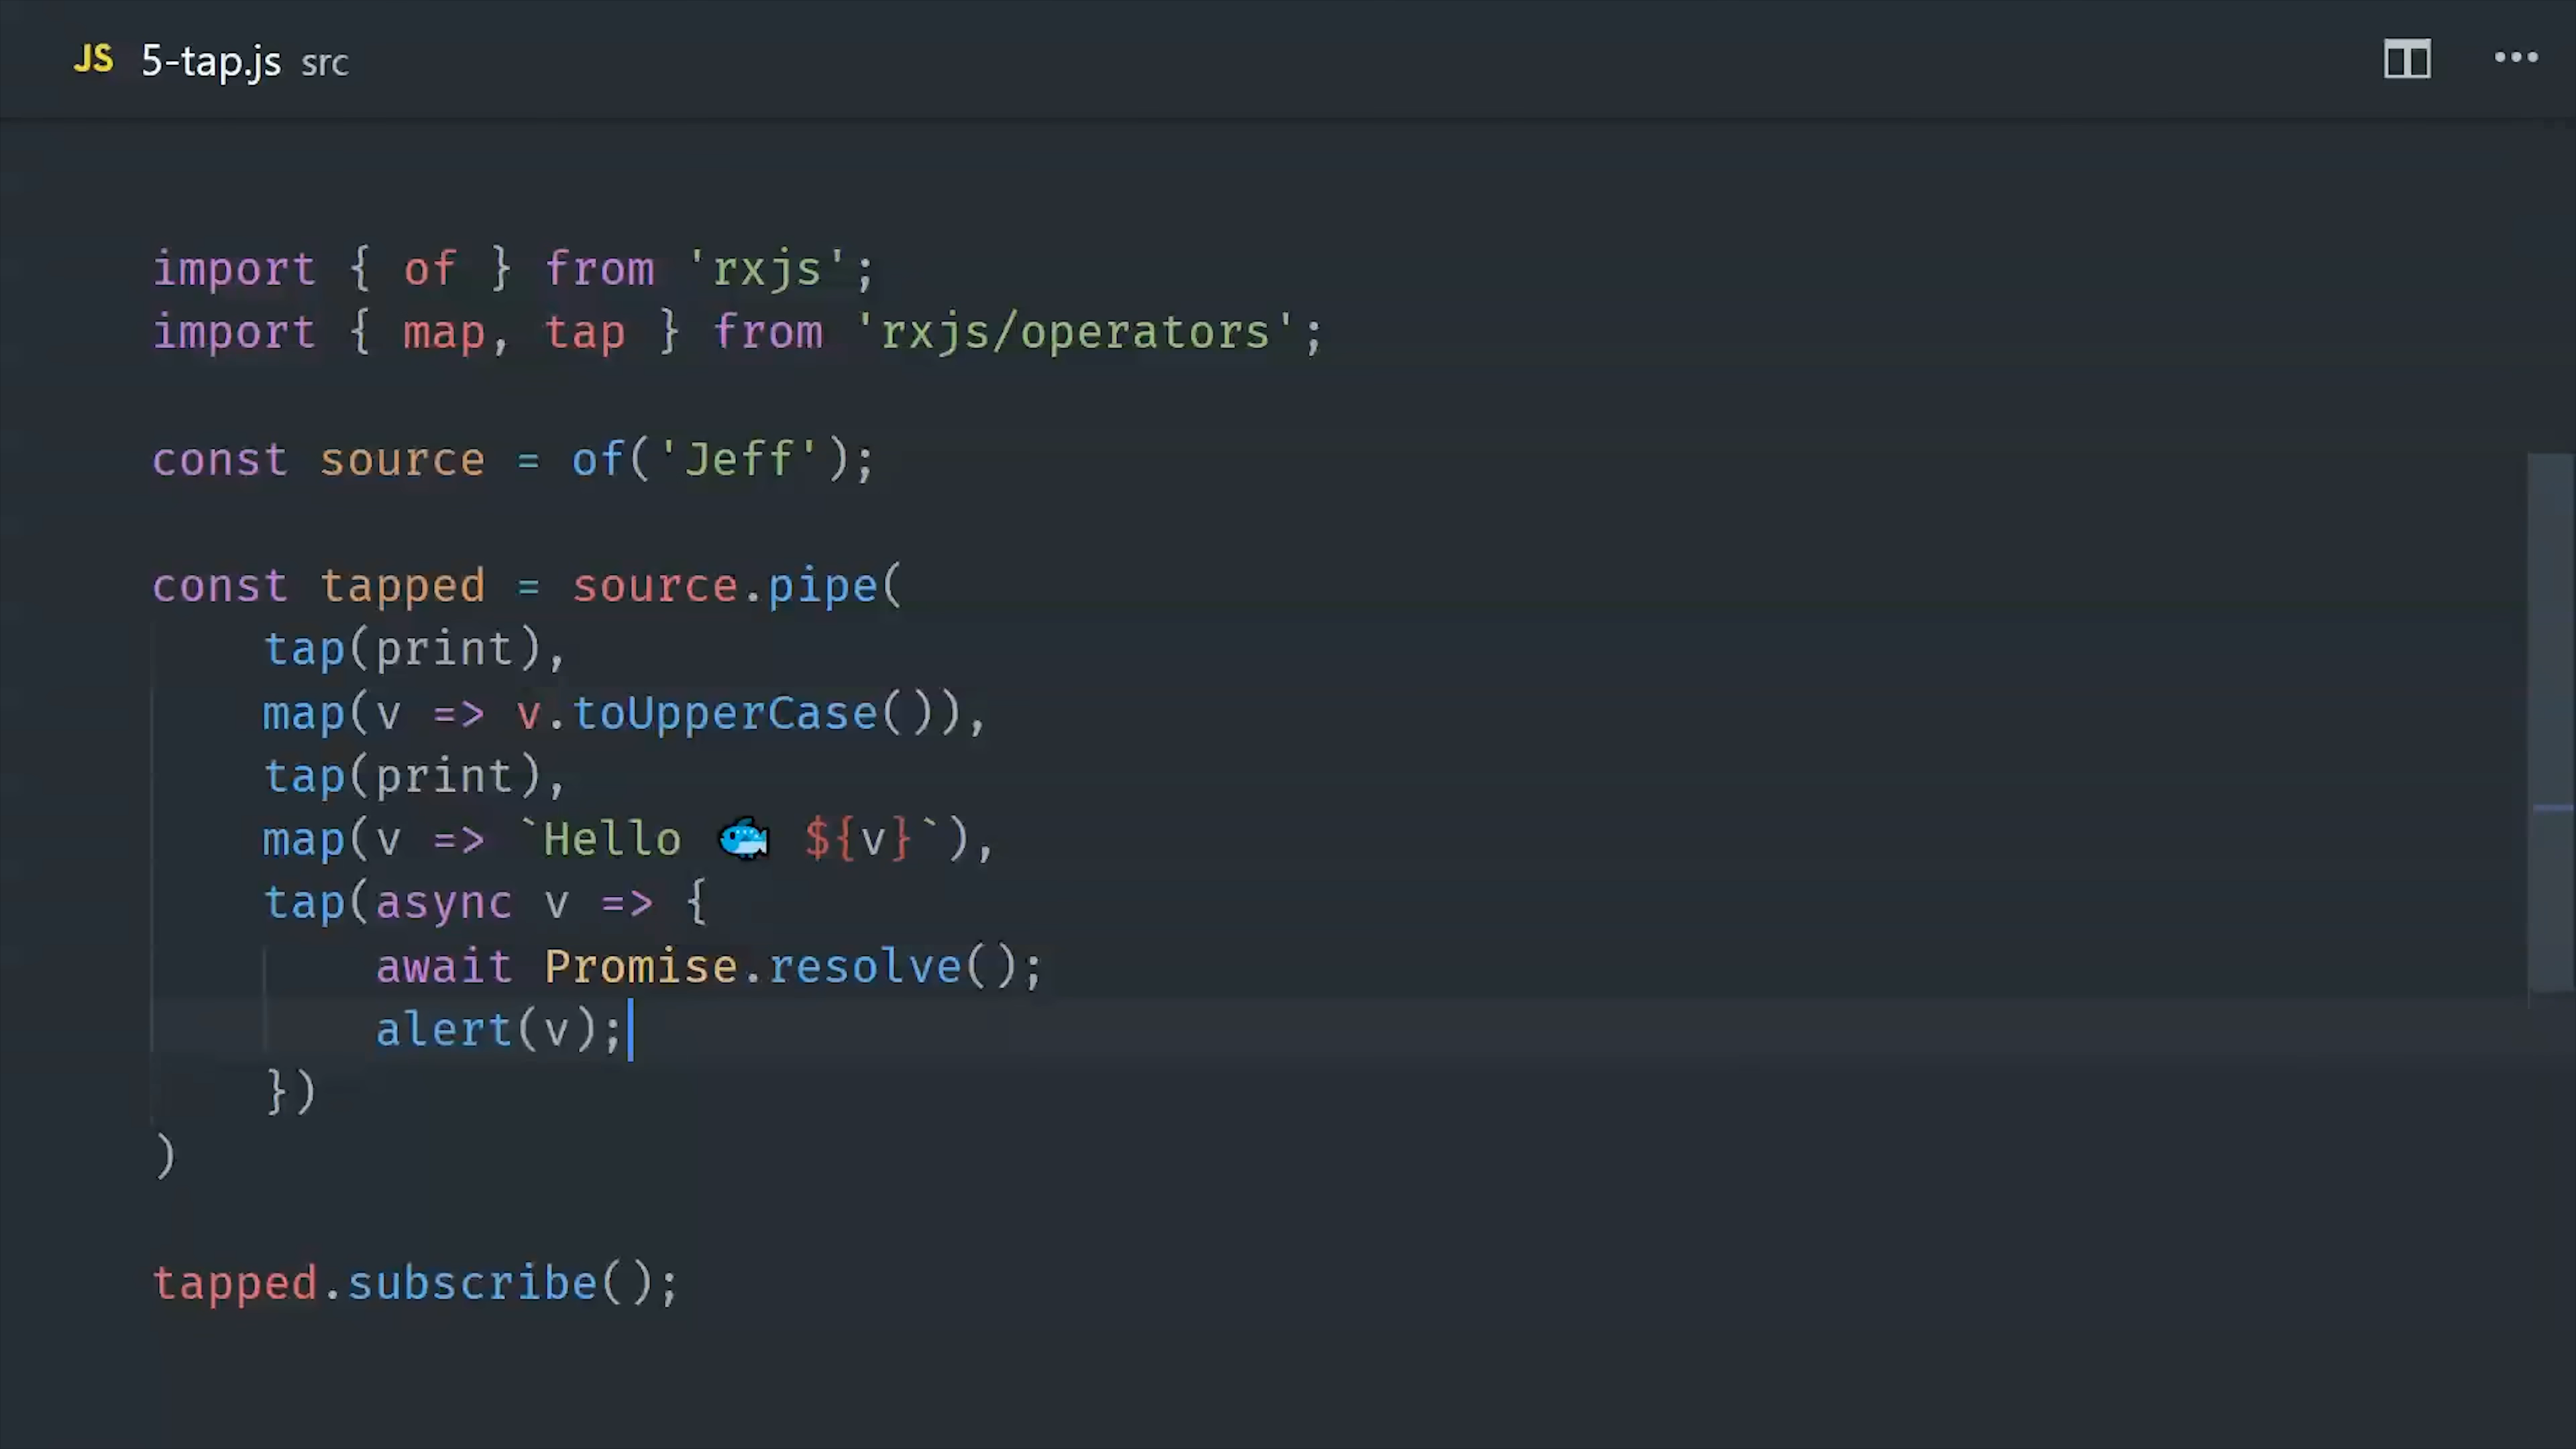 JS 5-tap.js src
import { of } from 'rxjs';
import { map, tap } from 'rxjs/operators';
const source = of('Jeff');
const tapped = source.pipe(
tap(print),
map(v => v.toUpperCase()),
tap(print),
map(v => `Hello 🐟 ${v}`),
tap(async v => {
await Promise.resolve();
alert(v);
})
)
tapped.subscribe();